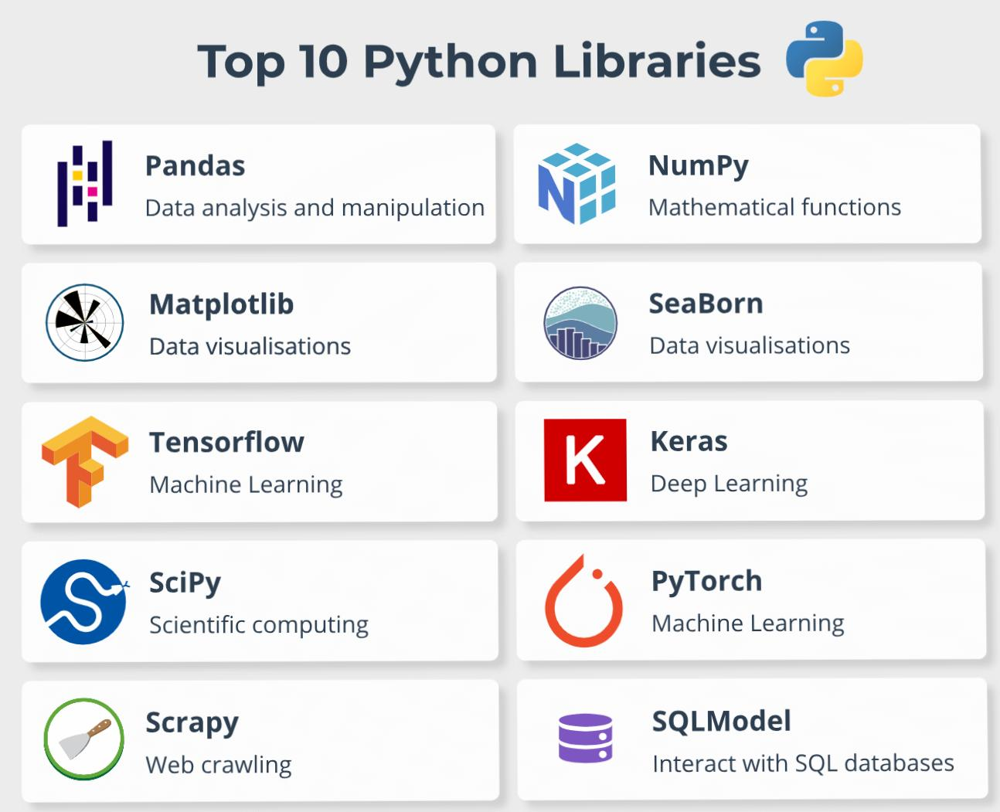 Top 10 Python Libraries
Pandas
Data analysis and manipulation
NumPy
Mathematical functions
Matplotlib
Data visualisations
SeaBorn
Data visualisations
Tensorflow
Machine Learning
K
Keras
Deep Learning
SciPy
Scientific computing
PyTorch
Machine Learning
Scrapy
Web crawling
SQLModel
Interact with SQL databases